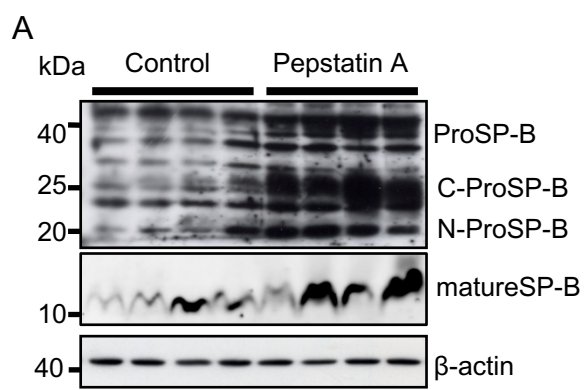 A
kDa
Control
Pepstatin A
40
ProSP-B
25
C-ProSP-B
20
N-ProSP-B
10
matureSP-B
40
β-actin